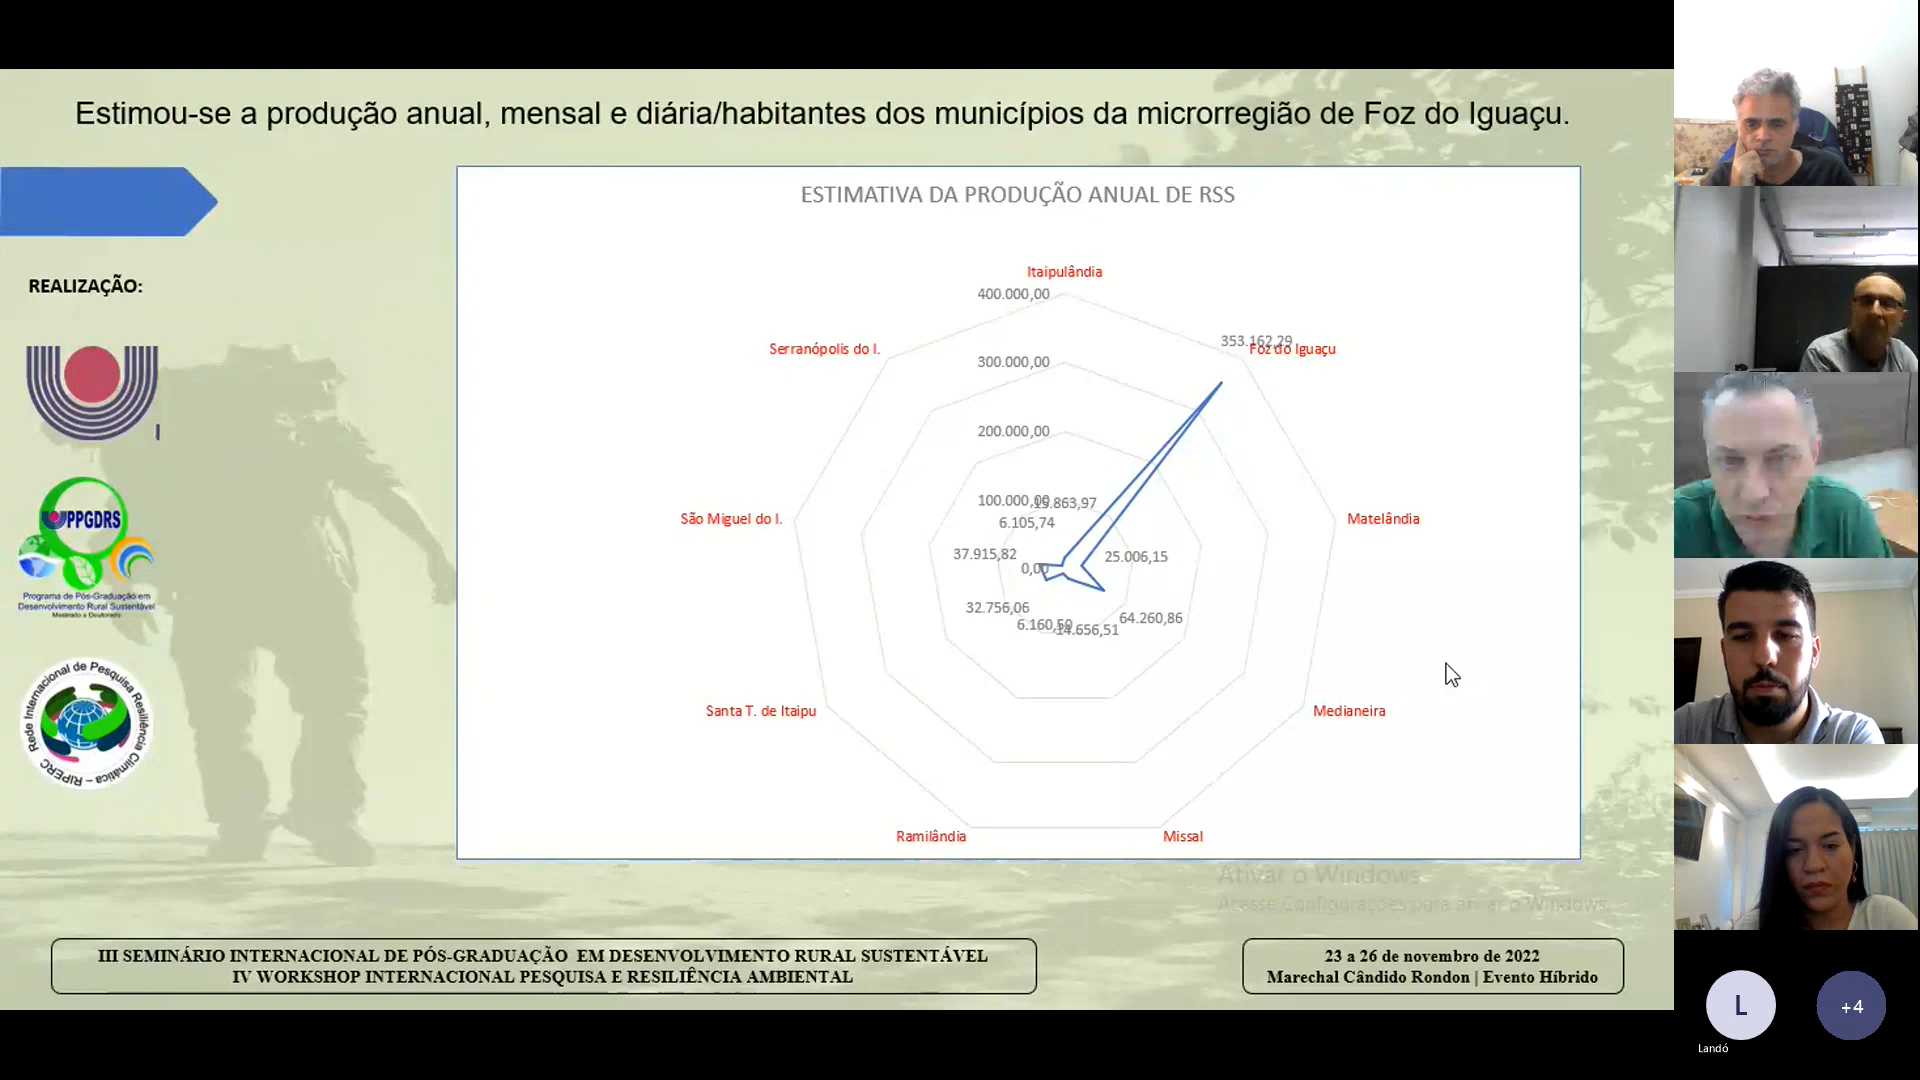 Estimou-se a produção anual, mensal e diária/habitantes dos municípios da microrregião de Foz do Iguaçu.
REALIZAÇÃO:
PPGDRS
Programa de Pós-Graduação em
Desenvolvimento Rural Sustentável
Mestrado e Doutorado
Rede Internacional de Pesquisa Resiliência Climática – RIPERC
ESTIMATIVA DA PRODUÇÃO ANUAL DE RSS
Itaipulândia
400.000,00
353.162,29
Serranópolis do I.
Foz do Iguaçu
300.000,00
200.000,00
100.000,00
15.863,97
São Miguel do I.
6.105,74
Matelândia
37.915,82
25.006,15
0,00
32.756,06
6.160,50
14.656,51
64.260,86
Santa T. de Itaipu
Medianeira
Ramilândia
Missal
Ativar o Windows
Acesse Configurações para ativar o Windows.
III SEMINÁRIO INTERNACIONAL DE PÓS-GRADUAÇÃO EM DESENVOLVIMENTO RURAL SUSTENTÁVEL
IV WORKSHOP INTERNACIONAL PESQUISA E RESILIÊNCIA AMBIENTAL
23 a 26 de novembro de 2022
Marechal Cândido Rondon | Evento Híbrido
L
+4
Landó